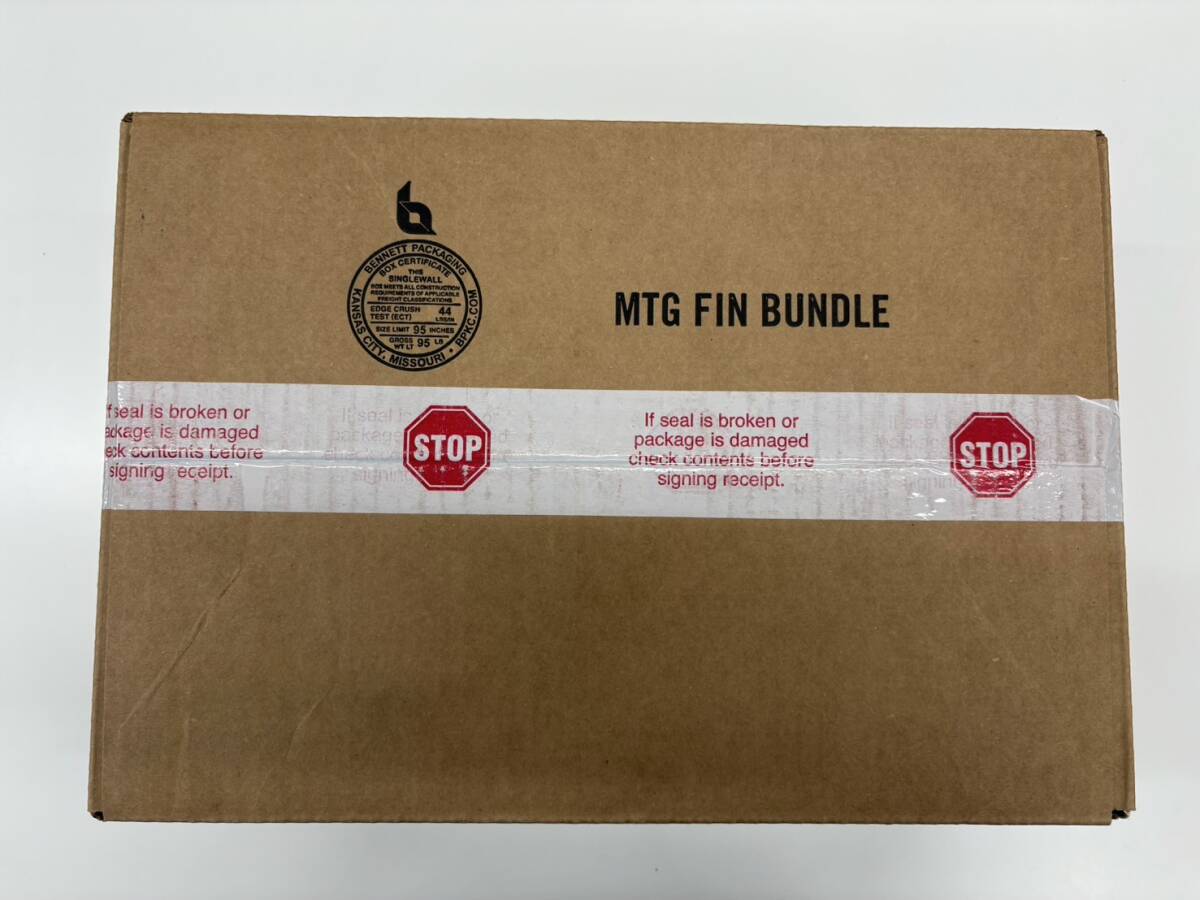 BENNETT PACKAGING
BOX CERTIFICATE
THIS
SINGLEWALL
BOX MEETS ALL CONSTRUCTION
REQUIREMENTS OF APPLICABLE
FREIGHT CLASSIFICATIONS
EDGE CRUSH TEST (ECT) 44 LBS/IN
SIZE LIMIT 95 INCHES
GROSS WT LT 95 LB
KANSAS CITY, MISSOURI • BPKC.COM
MTG FIN BUNDLE
f seal is broken or
ackage is damaged
eck contents before
signing receipt.
STOP
If seal is broken or
package is damaged
check contents before
signing receipt.
STOP